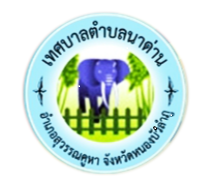 เทศบาลตำบลนาด่าน
อำเภอสุวรรณคูหา จังหวัดหนองบัวลำภู